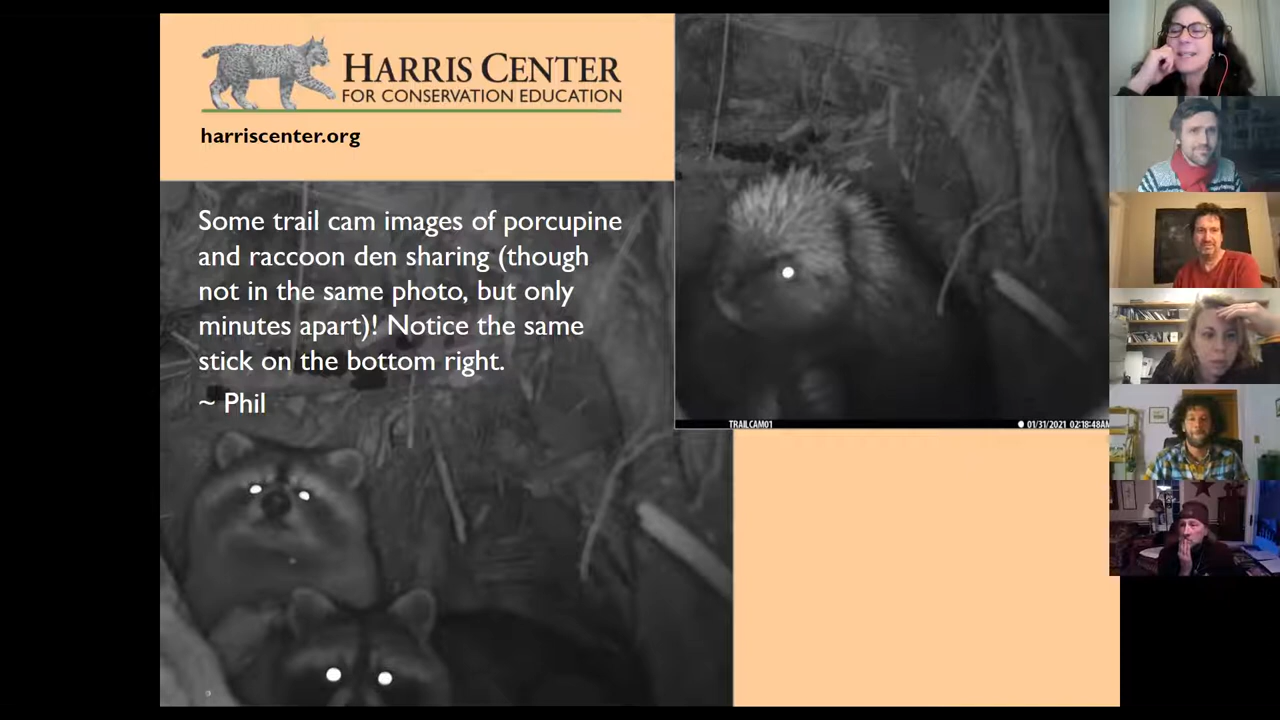 HARRIS CENTER
FOR CONSERVATION EDUCATION
harriscenter.org
Some trail cam images of porcupine
and raccoon den sharing (though
not in the same photo, but only
minutes apart)! Notice the same
stick on the bottom right.
~ Phil
TRAILCAM01
01/31/2021 02:18:48AM